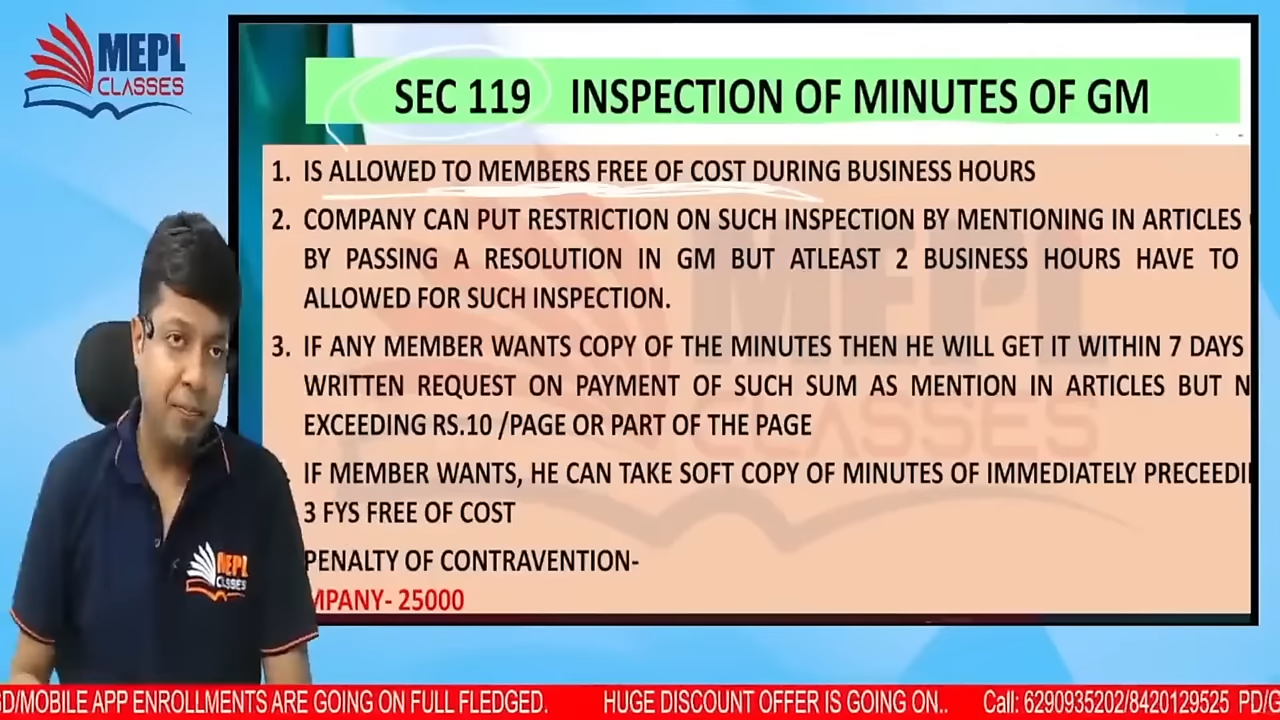 MEPL
CLASSES
SEC 119 INSPECTION OF MINUTES OF GM
1. IS ALLOWED TO MEMBERS FREE OF COST DURING BUSINESS HOURS
2. COMPANY CAN PUT RESTRICTION ON SUCH INSPECTION BY MENTIONING IN ARTICLES
BY PASSING A RESOLUTION IN GM BUT ATLEAST 2 BUSINESS HOURS HAVE TO
ALLOWED FOR SUCH INSPECTION.
3. IF ANY MEMBER WANTS COPY OF THE MINUTES THEN HE WILL GET IT WITHIN 7 DAYS
WRITTEN REQUEST ON PAYMENT OF SUCH SUM AS MENTION IN ARTICLES BUT N
EXCEEDING RS.10 /PAGE OR PART OF THE PAGE
IF MEMBER WANTS, HE CAN TAKE SOFT COPY OF MINUTES OF IMMEDIATELY PRECEEDI
3 FYS FREE OF COST
PENALTY OF CONTRAVENTION-
MPANY- 25000
MEPL
CLASSES
MEPL
CLASSES
SD/MOBILE APP ENROLLMENTS ARE GOING ON FULL FLEDGED. HUGE DISCOUNT OFFER IS GOING ON.. Call: 6290935202/8420129525 PD/G